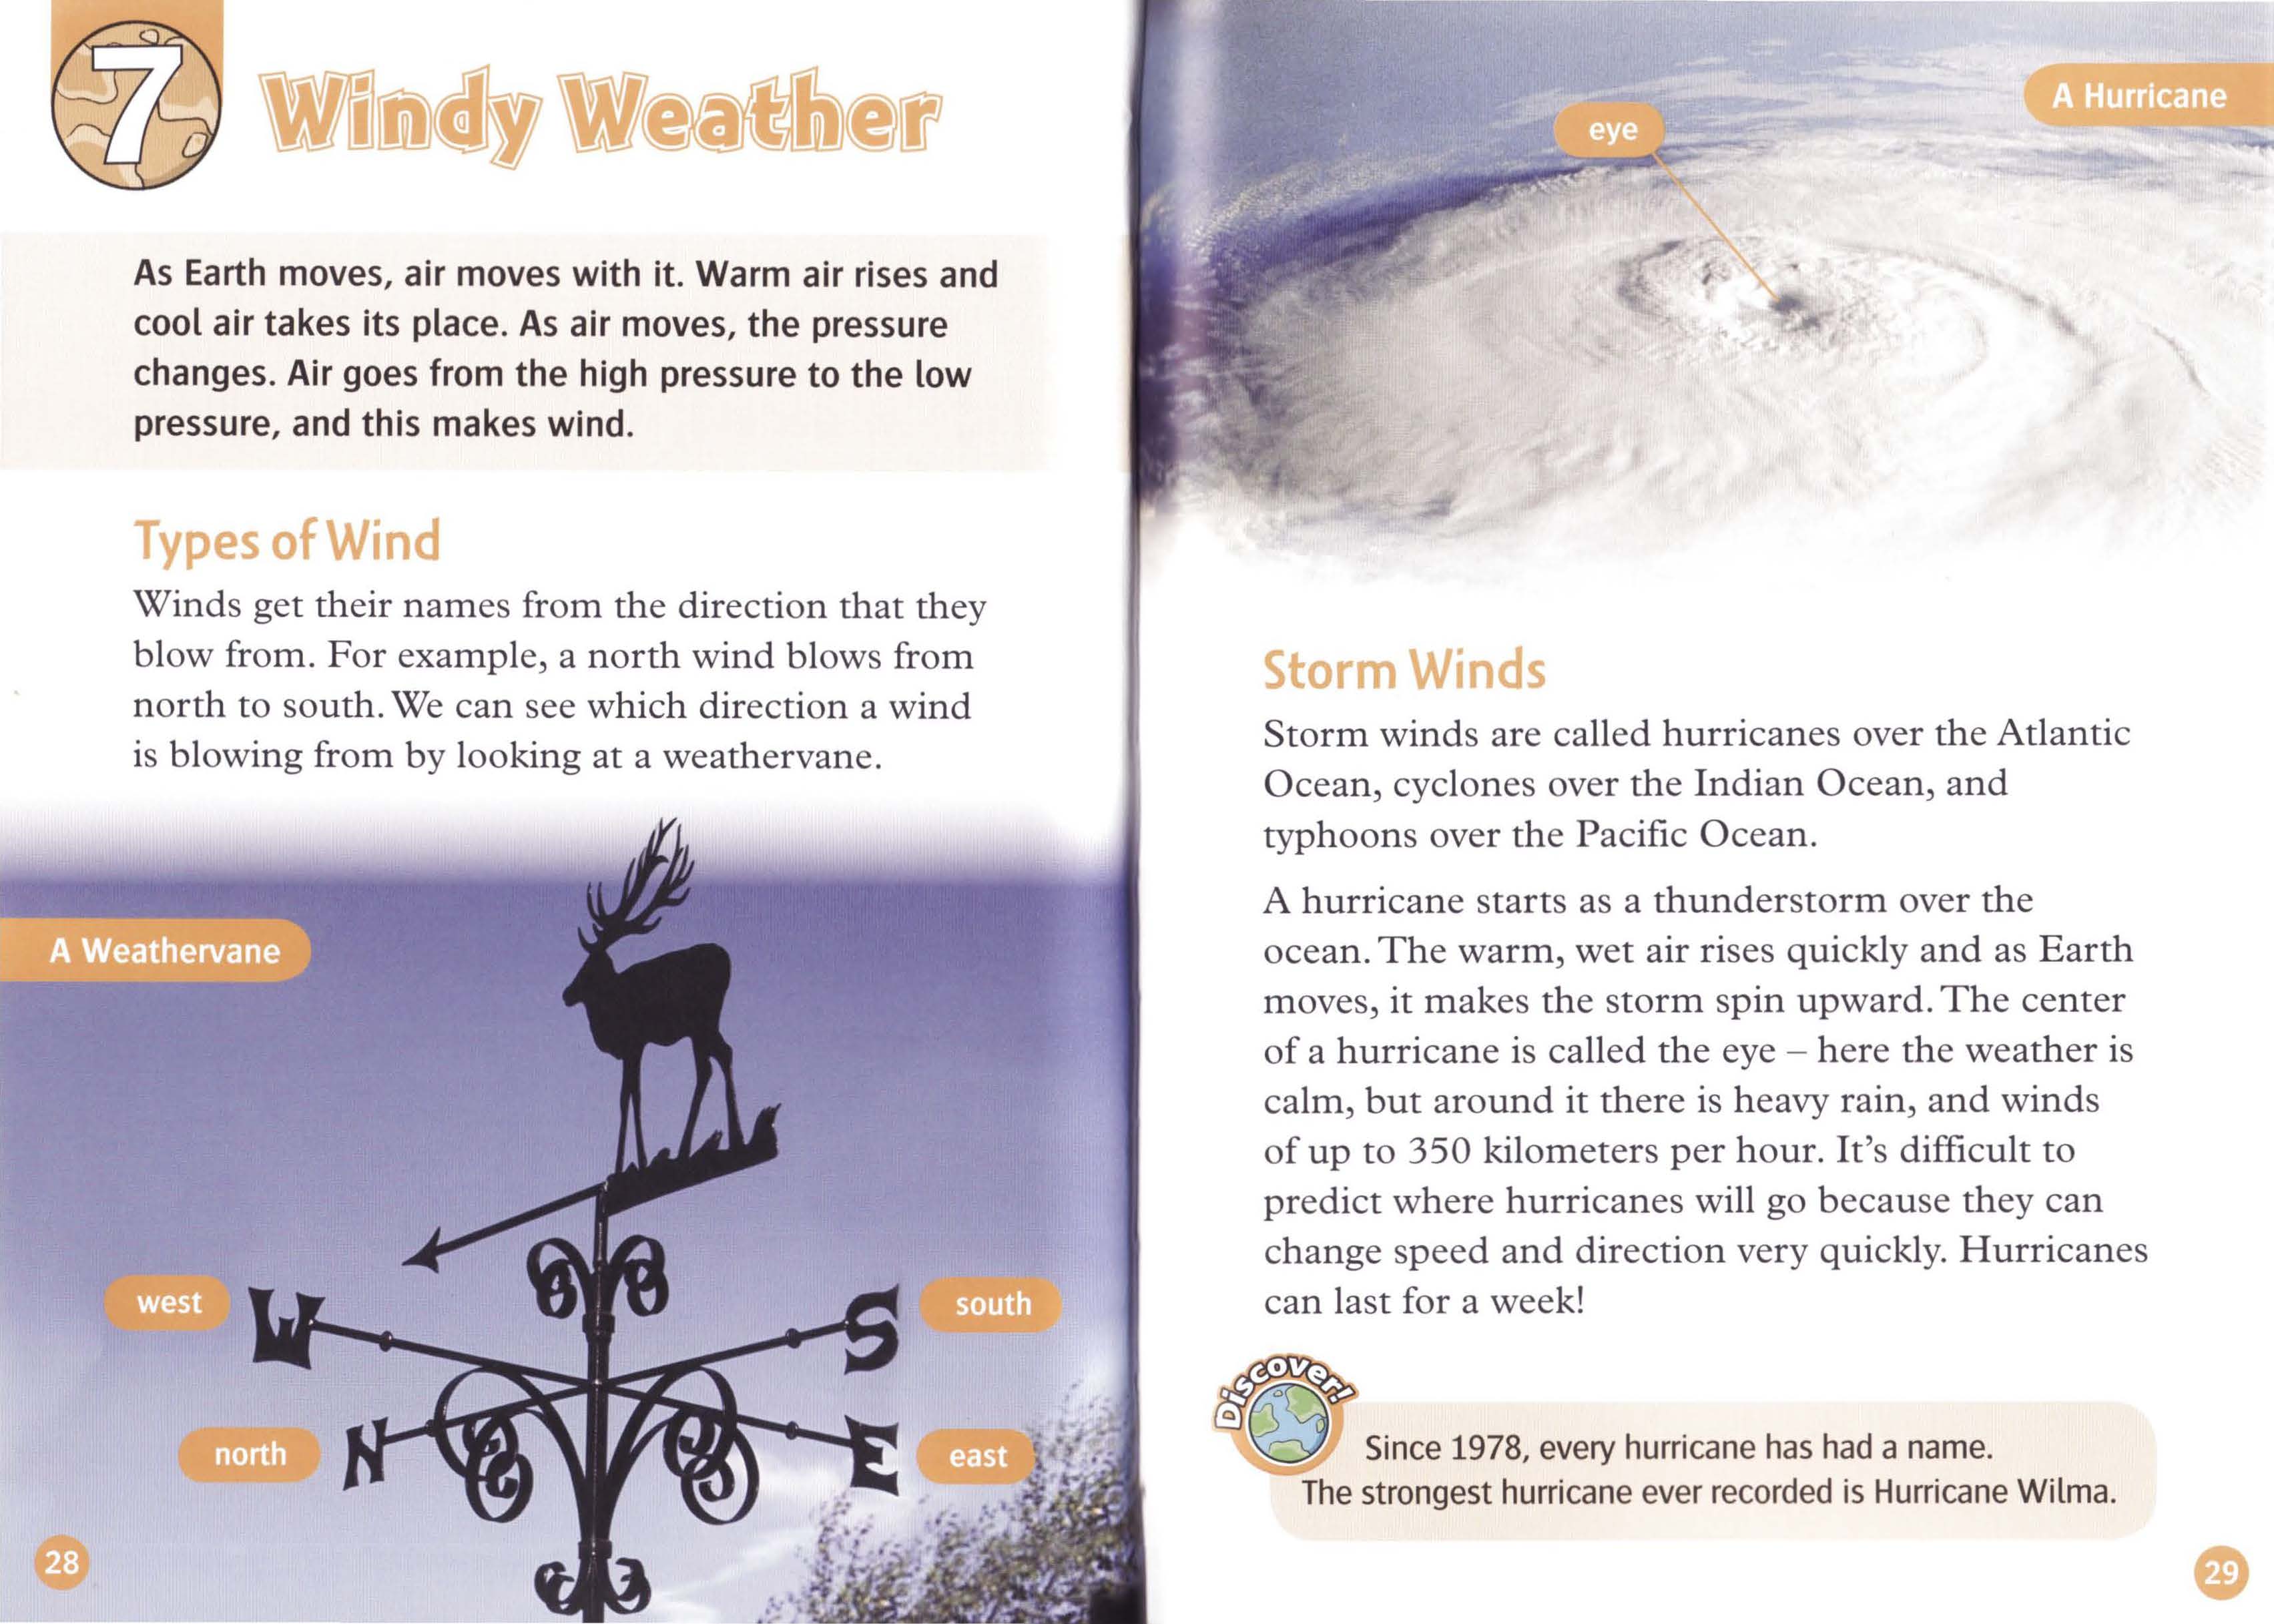 7
Windy Weather
As Earth moves, air moves with it. Warm air rises and
cool air takes its place. As air moves, the pressure
changes. Air goes from the high pressure to the low
pressure, and this makes wind.
Types of Wind
Winds get their names from the direction that they
blow from. For example, a north wind blows from
north to south. We can see which direction a wind
is blowing from by looking at a weathervane.
A Weathervane
west
W
S
south
north
N
E
east
28
A Hurricane
eye
Storm Winds
Storm winds are called hurricanes over the Atlantic
Ocean, cyclones over the Indian Ocean, and
typhoons over the Pacific Ocean.
A hurricane starts as a thunderstorm over the
ocean. The warm, wet air rises quickly and as Earth
moves, it makes the storm spin upward. The center
of a hurricane is called the eye – here the weather is
calm, but around it there is heavy rain, and winds
of up to 350 kilometers per hour. It's difficult to
predict where hurricanes will go because they can
change speed and direction very quickly. Hurricanes
can last for a week!
Discover!
Since 1978, every hurricane has had a name.
The strongest hurricane ever recorded is Hurricane Wilma.
29